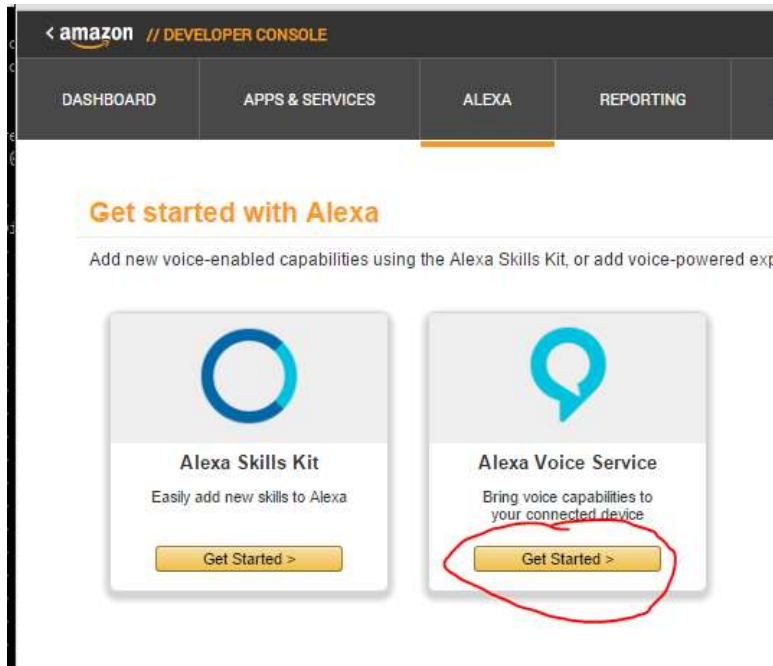 < amazon // DEVELOPER CONSOLE
DASHBOARD APPS & SERVICES ALEXA REPORTING
Get started with Alexa
Add new voice-enabled capabilities using the Alexa Skills Kit, or add voice-powered
Alexa Skills Kit
Easily add new skills to Alexa
Get Started >
Alexa Voice Service
Bring voice capabilities to
your connected device
Get Started >